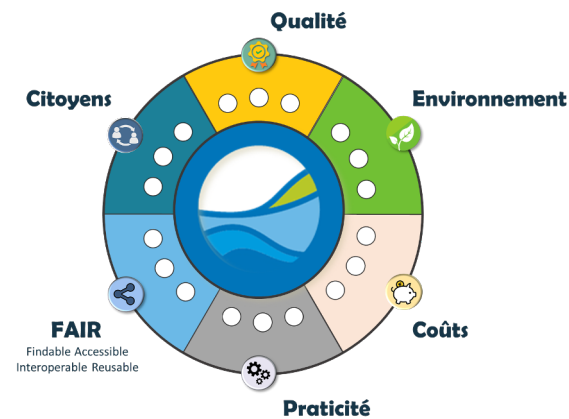 Qualité
Citoyens
Environnement
FAIR
Findable Accessible
Interoperable Reusable
Coûts
Praticité